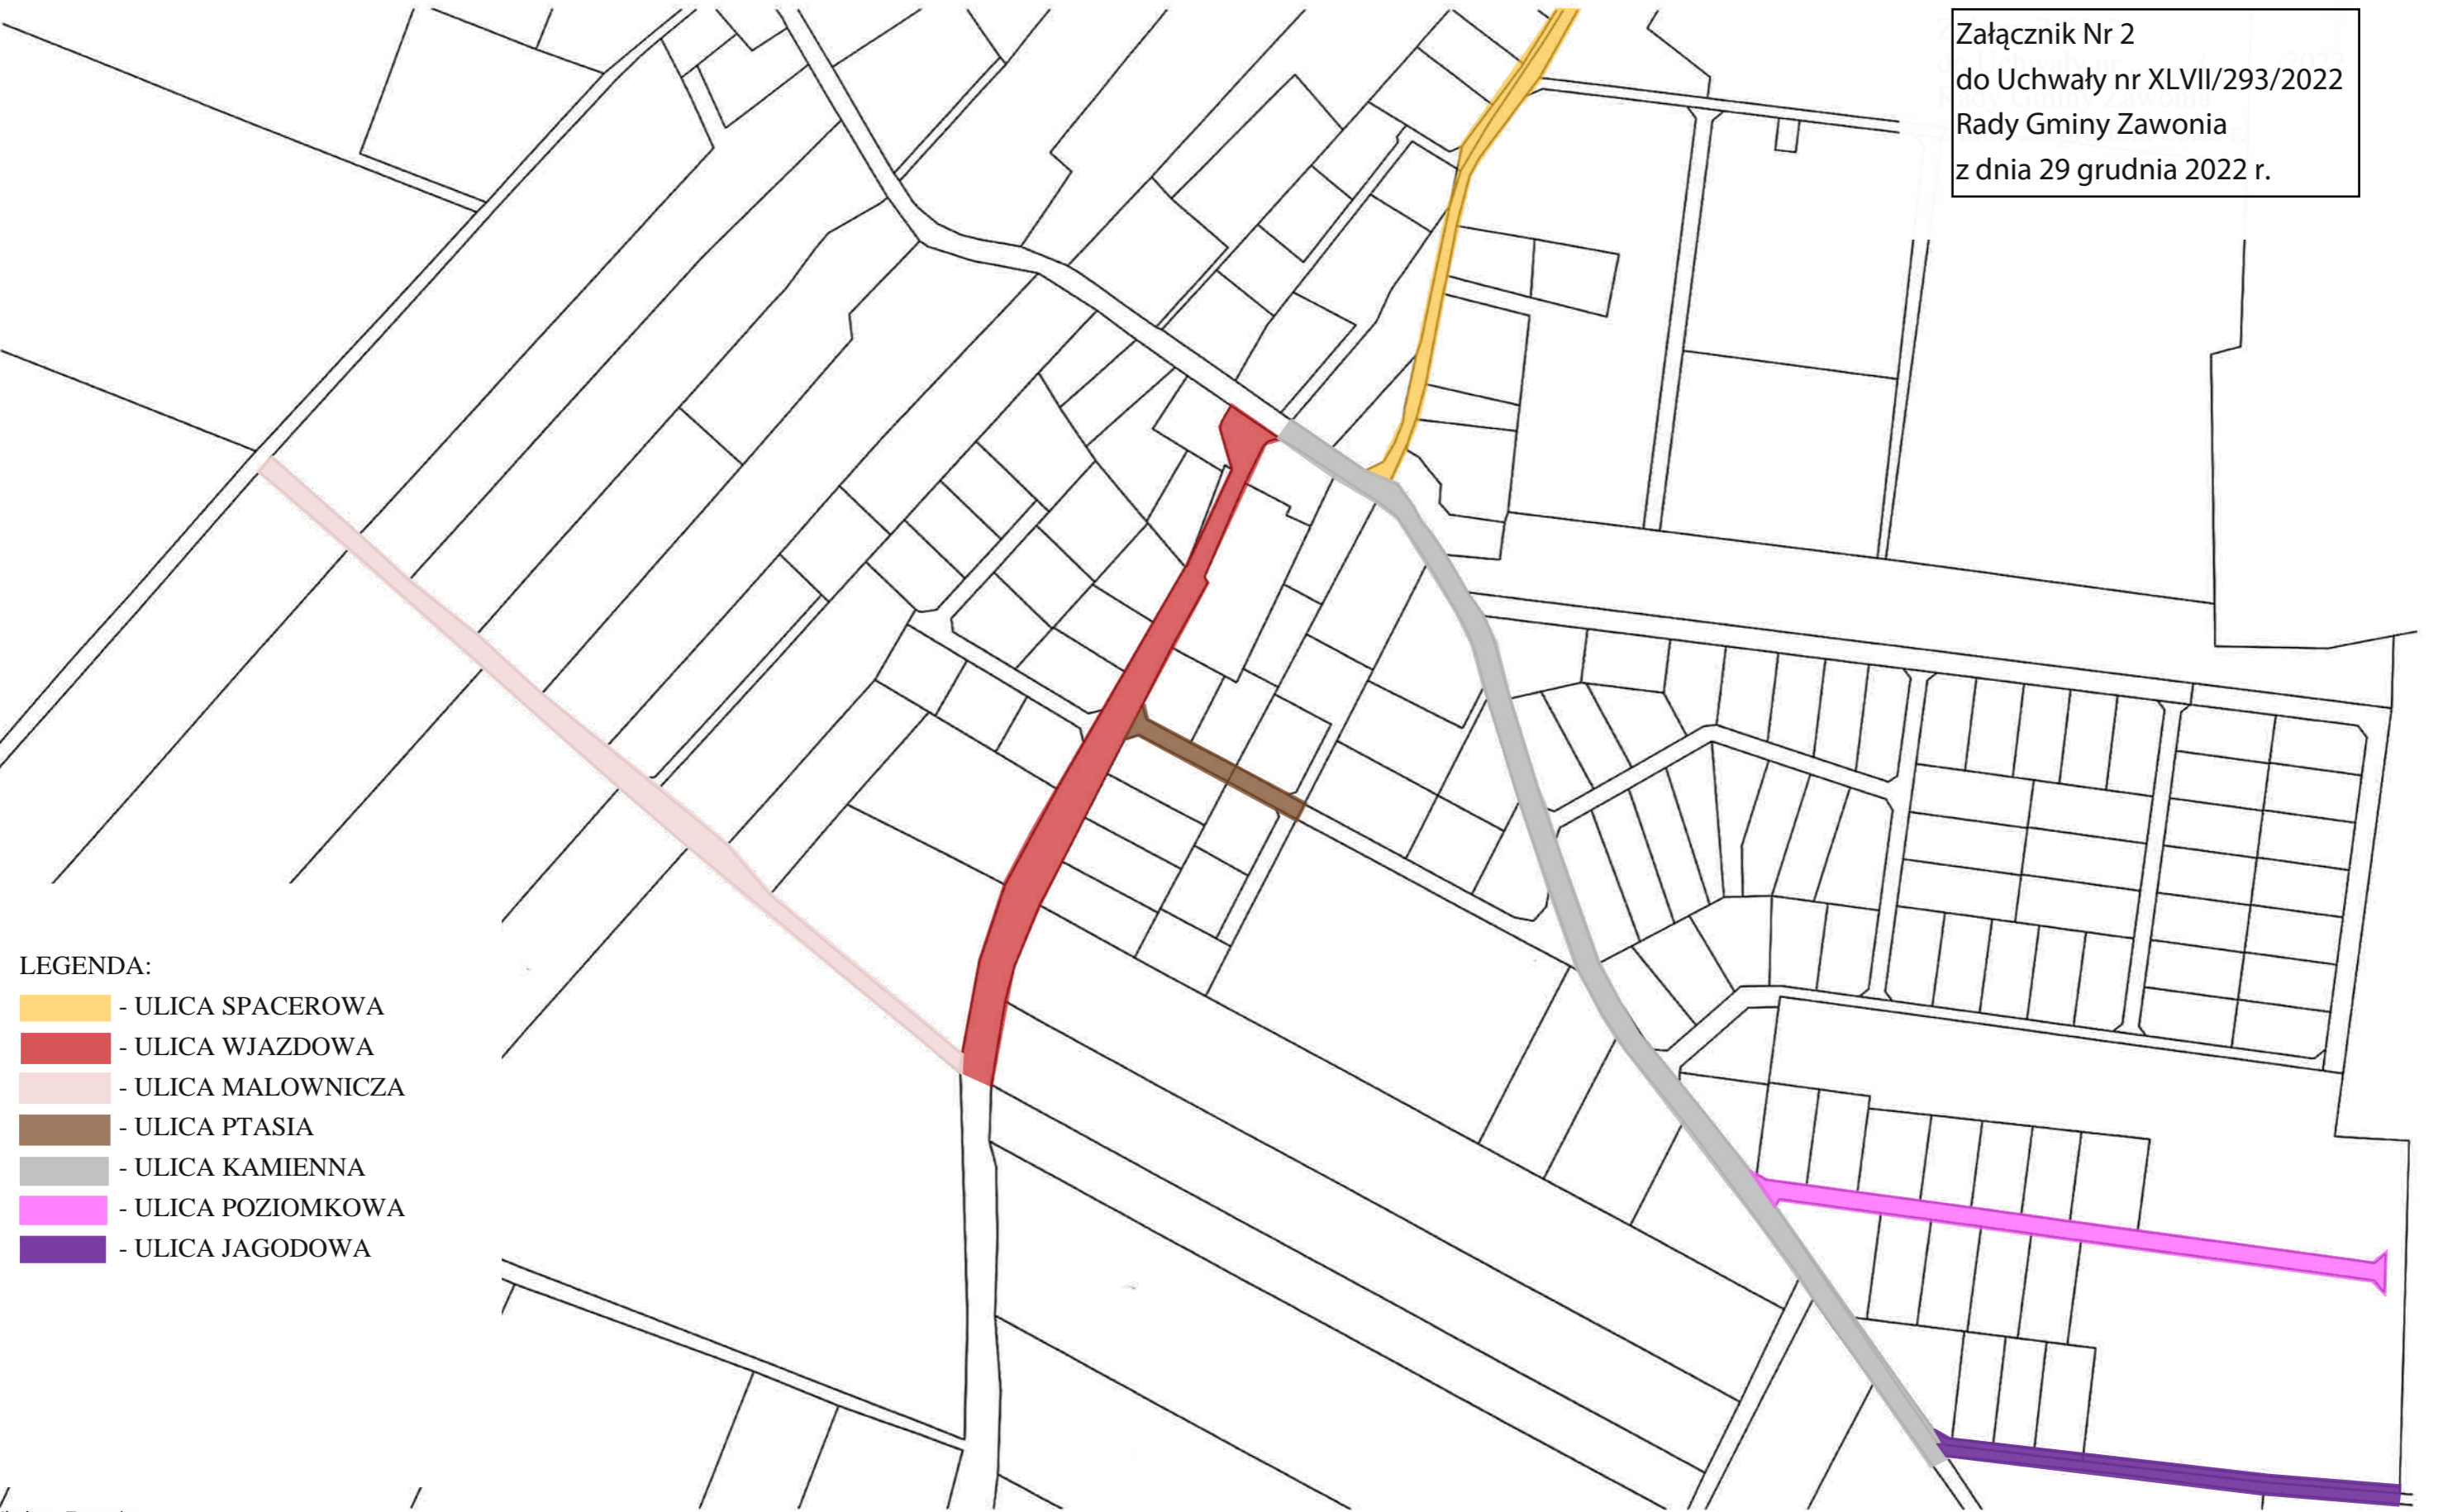 Załącznik Nr 2
do Uchwały nr XLVII/293/2022
Rady Gminy Zawonia
z dnia 29 grudnia 2022 r.
LEGENDA:
- ULICA SPACEROWA
- ULICA WJAZDOWA
- ULICA MALOWNICZA
- ULICA PTASIA
- ULICA KAMIENNA
- ULICA POZIOMKOWA
- ULICA JAGODOWA